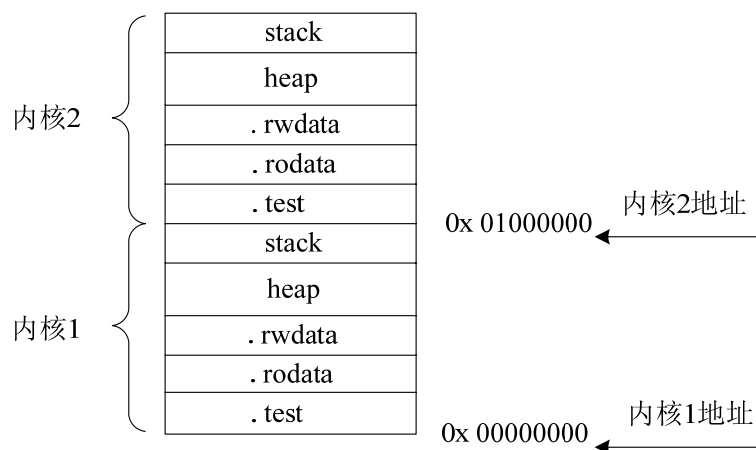 stack
heap
内核2
. rwdata
. rodata
. test
0x 01000000
内核2地址
stack
heap
内核1
. rwdata
. rodata
. test
0x 00000000
内核1地址